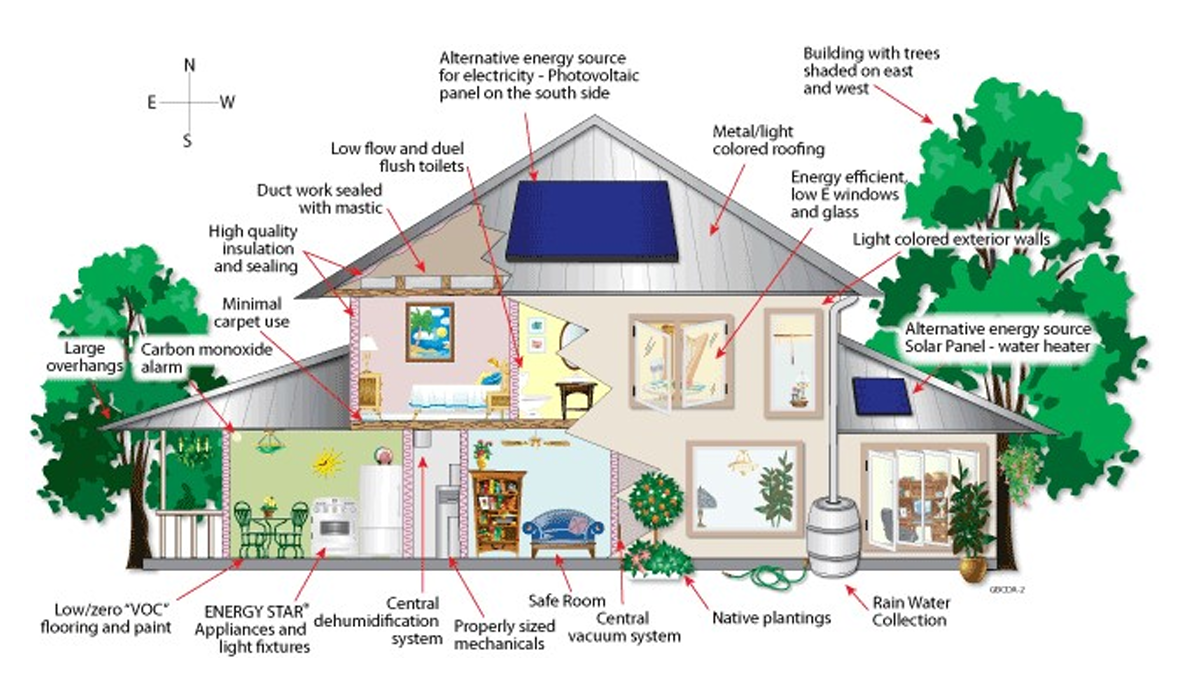 N
E
W
S
Alternative energy source
for electricity - Photovoltaic
panel on the south side
Building with trees
shaded on east
and west
Low flow and duel
flush toilets
Metal/light
colored roofing
Duct work sealed
with mastic
Energy efficient,
low E windows
and glass
High quality
insulation
and sealing
Light colored exterior walls
Minimal
carpet use
Alternative energy source
Solar Panel - water heater
Large
overhangs
Carbon monoxide
alarm
GBCDA-2
Low/zero "VOC"
flooring and paint
ENERGY STAR®
Appliances and
light fixtures
Central
dehumidification
system
Properly sized
mechanicals
Safe Room
Central
vacuum system
Native plantings
Rain Water
Collection